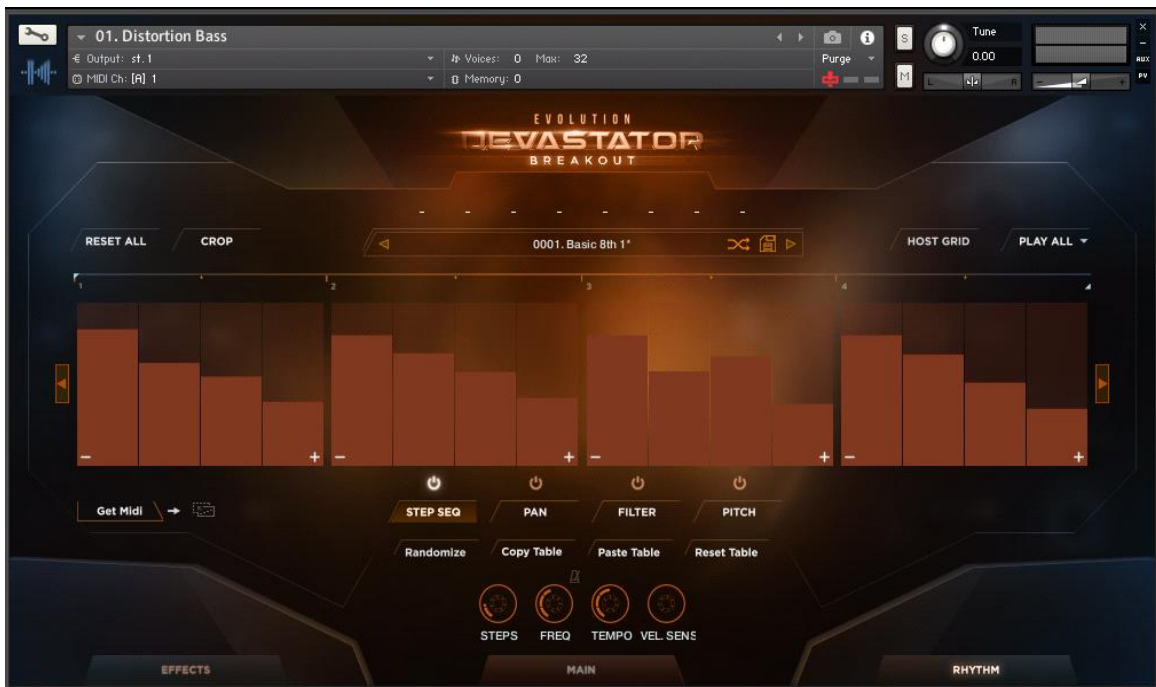 01. Distortion Bass
Output: st.1
Voices: 0 Max: 32
Purge
MIDI Ch: [A] 1
Memory: 0
S
M
Tune
0.00
L R
- +
×
-
AUX
PV
EVOLUTION
DEVASTATOR
BREAKOUT
- - - - - - - -
RESET ALL
CROP
0001. Basic 8th 1*
HOST GRID
PLAY ALL
1 2 3 4
- + - + - + - +
Get Midi
STEP SEQ
PAN
FILTER
PITCH
Randomize
Copy Table
Paste Table
Reset Table
STEPS
FREQ
TEMPO
VEL. SENS
EFFECTS
MAIN
RHYTHM